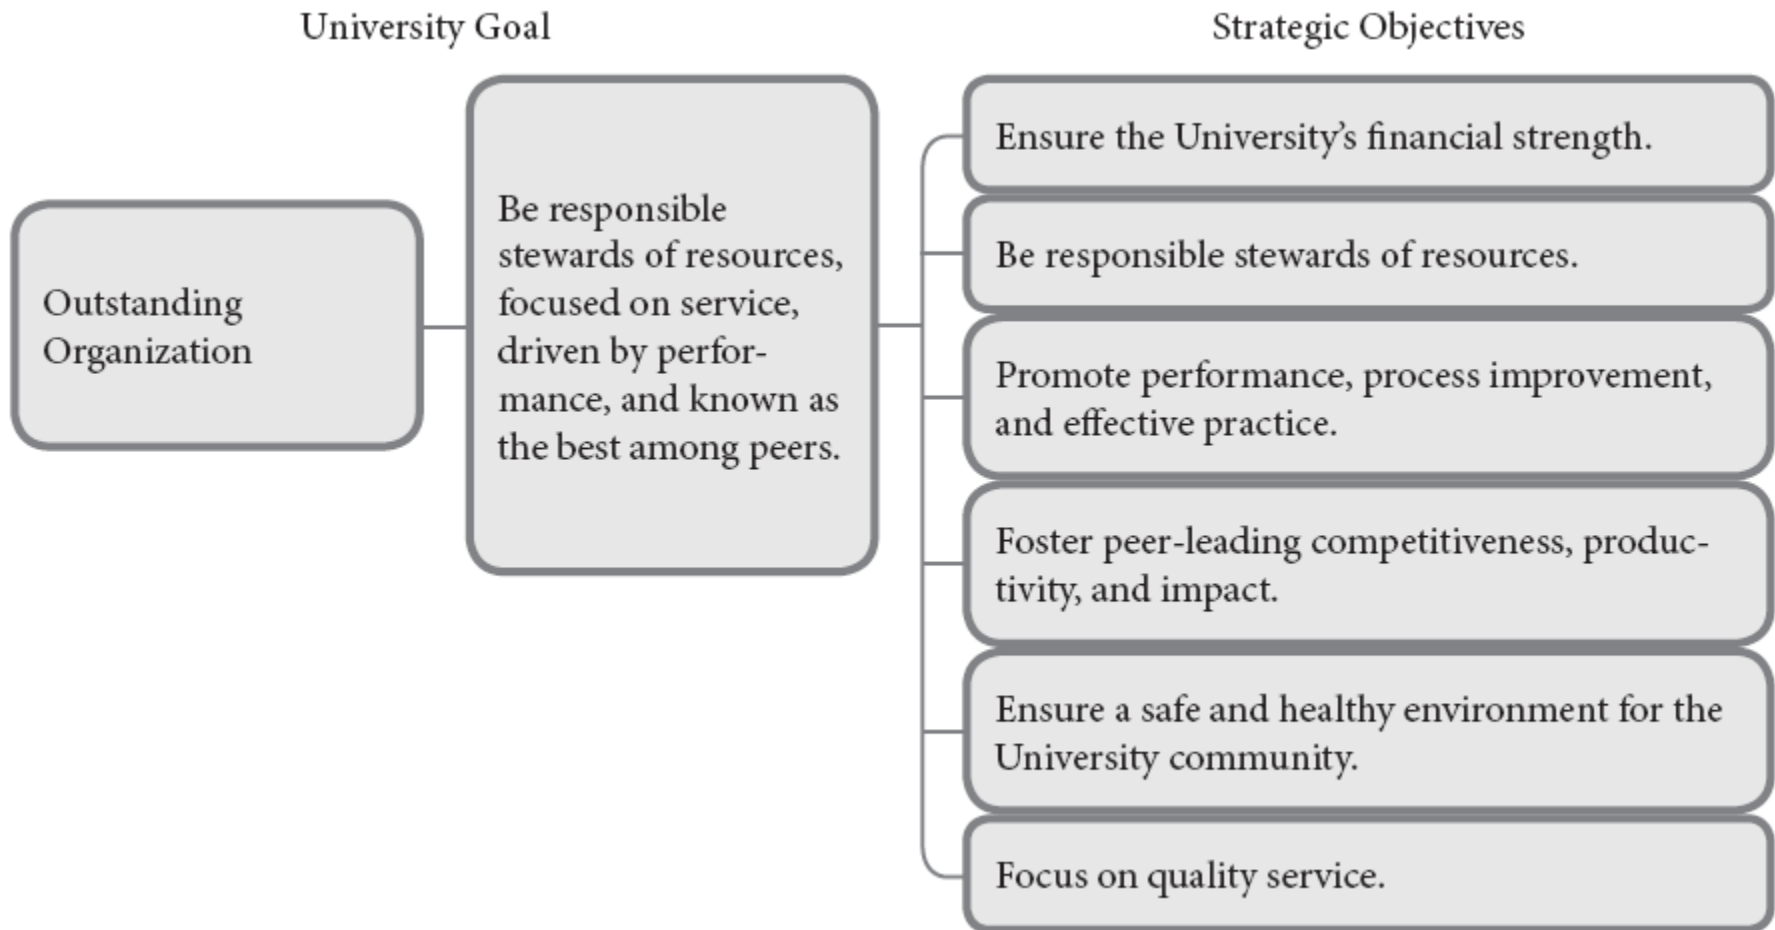 University Goal
Strategic Objectives
Outstanding
Organization
Be responsible
stewards of resources,
focused on service,
driven by perfor-
mance, and known as
the best among peers.
Ensure the University’s financial strength.
Be responsible stewards of resources.
Promote performance, process improvement,
and effective practice.
Foster peer-leading competitiveness, produc-
tivity, and impact.
Ensure a safe and healthy environment for the
University community.
Focus on quality service.